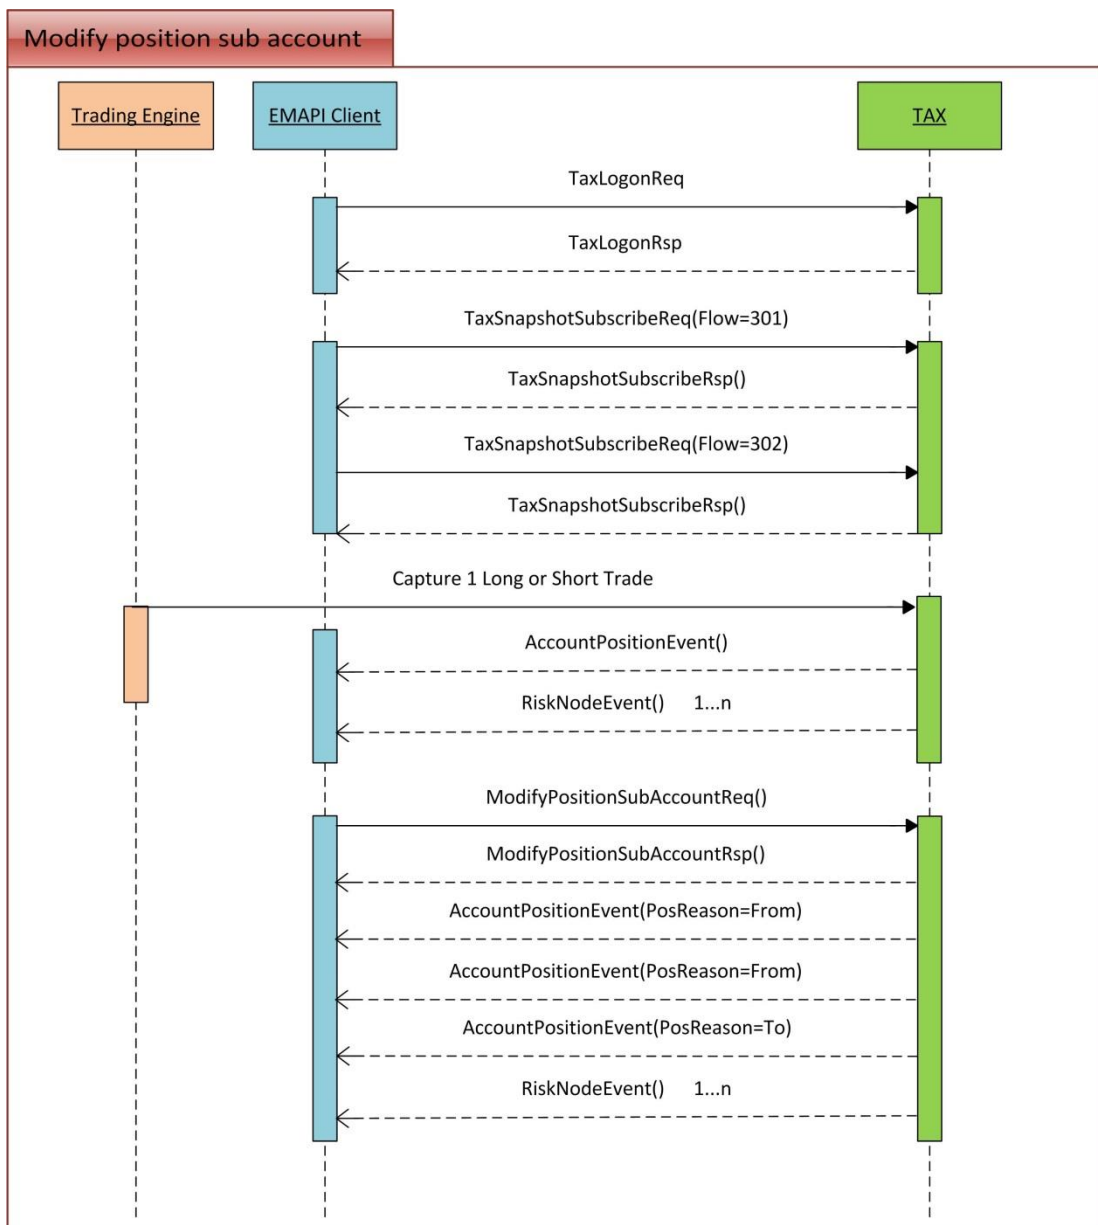 Modify position sub account
Trading Engine
EMAPI Client
TAX
TaxLogonReq
TaxLogonRsp
TaxSnapshotSubscribeReq(Flow=301)
TaxSnapshotSubscribeRsp()
TaxSnapshotSubscribeReq(Flow=302)
TaxSnapshotSubscribeRsp()
Capture 1 Long or Short Trade
AccountPositionEvent()
RiskNodeEvent() 1...n
ModifyPositionSubAccountReq()
ModifyPositionSubAccountRsp()
AccountPositionEvent(PosReason=From)
AccountPositionEvent(PosReason=From)
AccountPositionEvent(PosReason=To)
RiskNodeEvent() 1...n